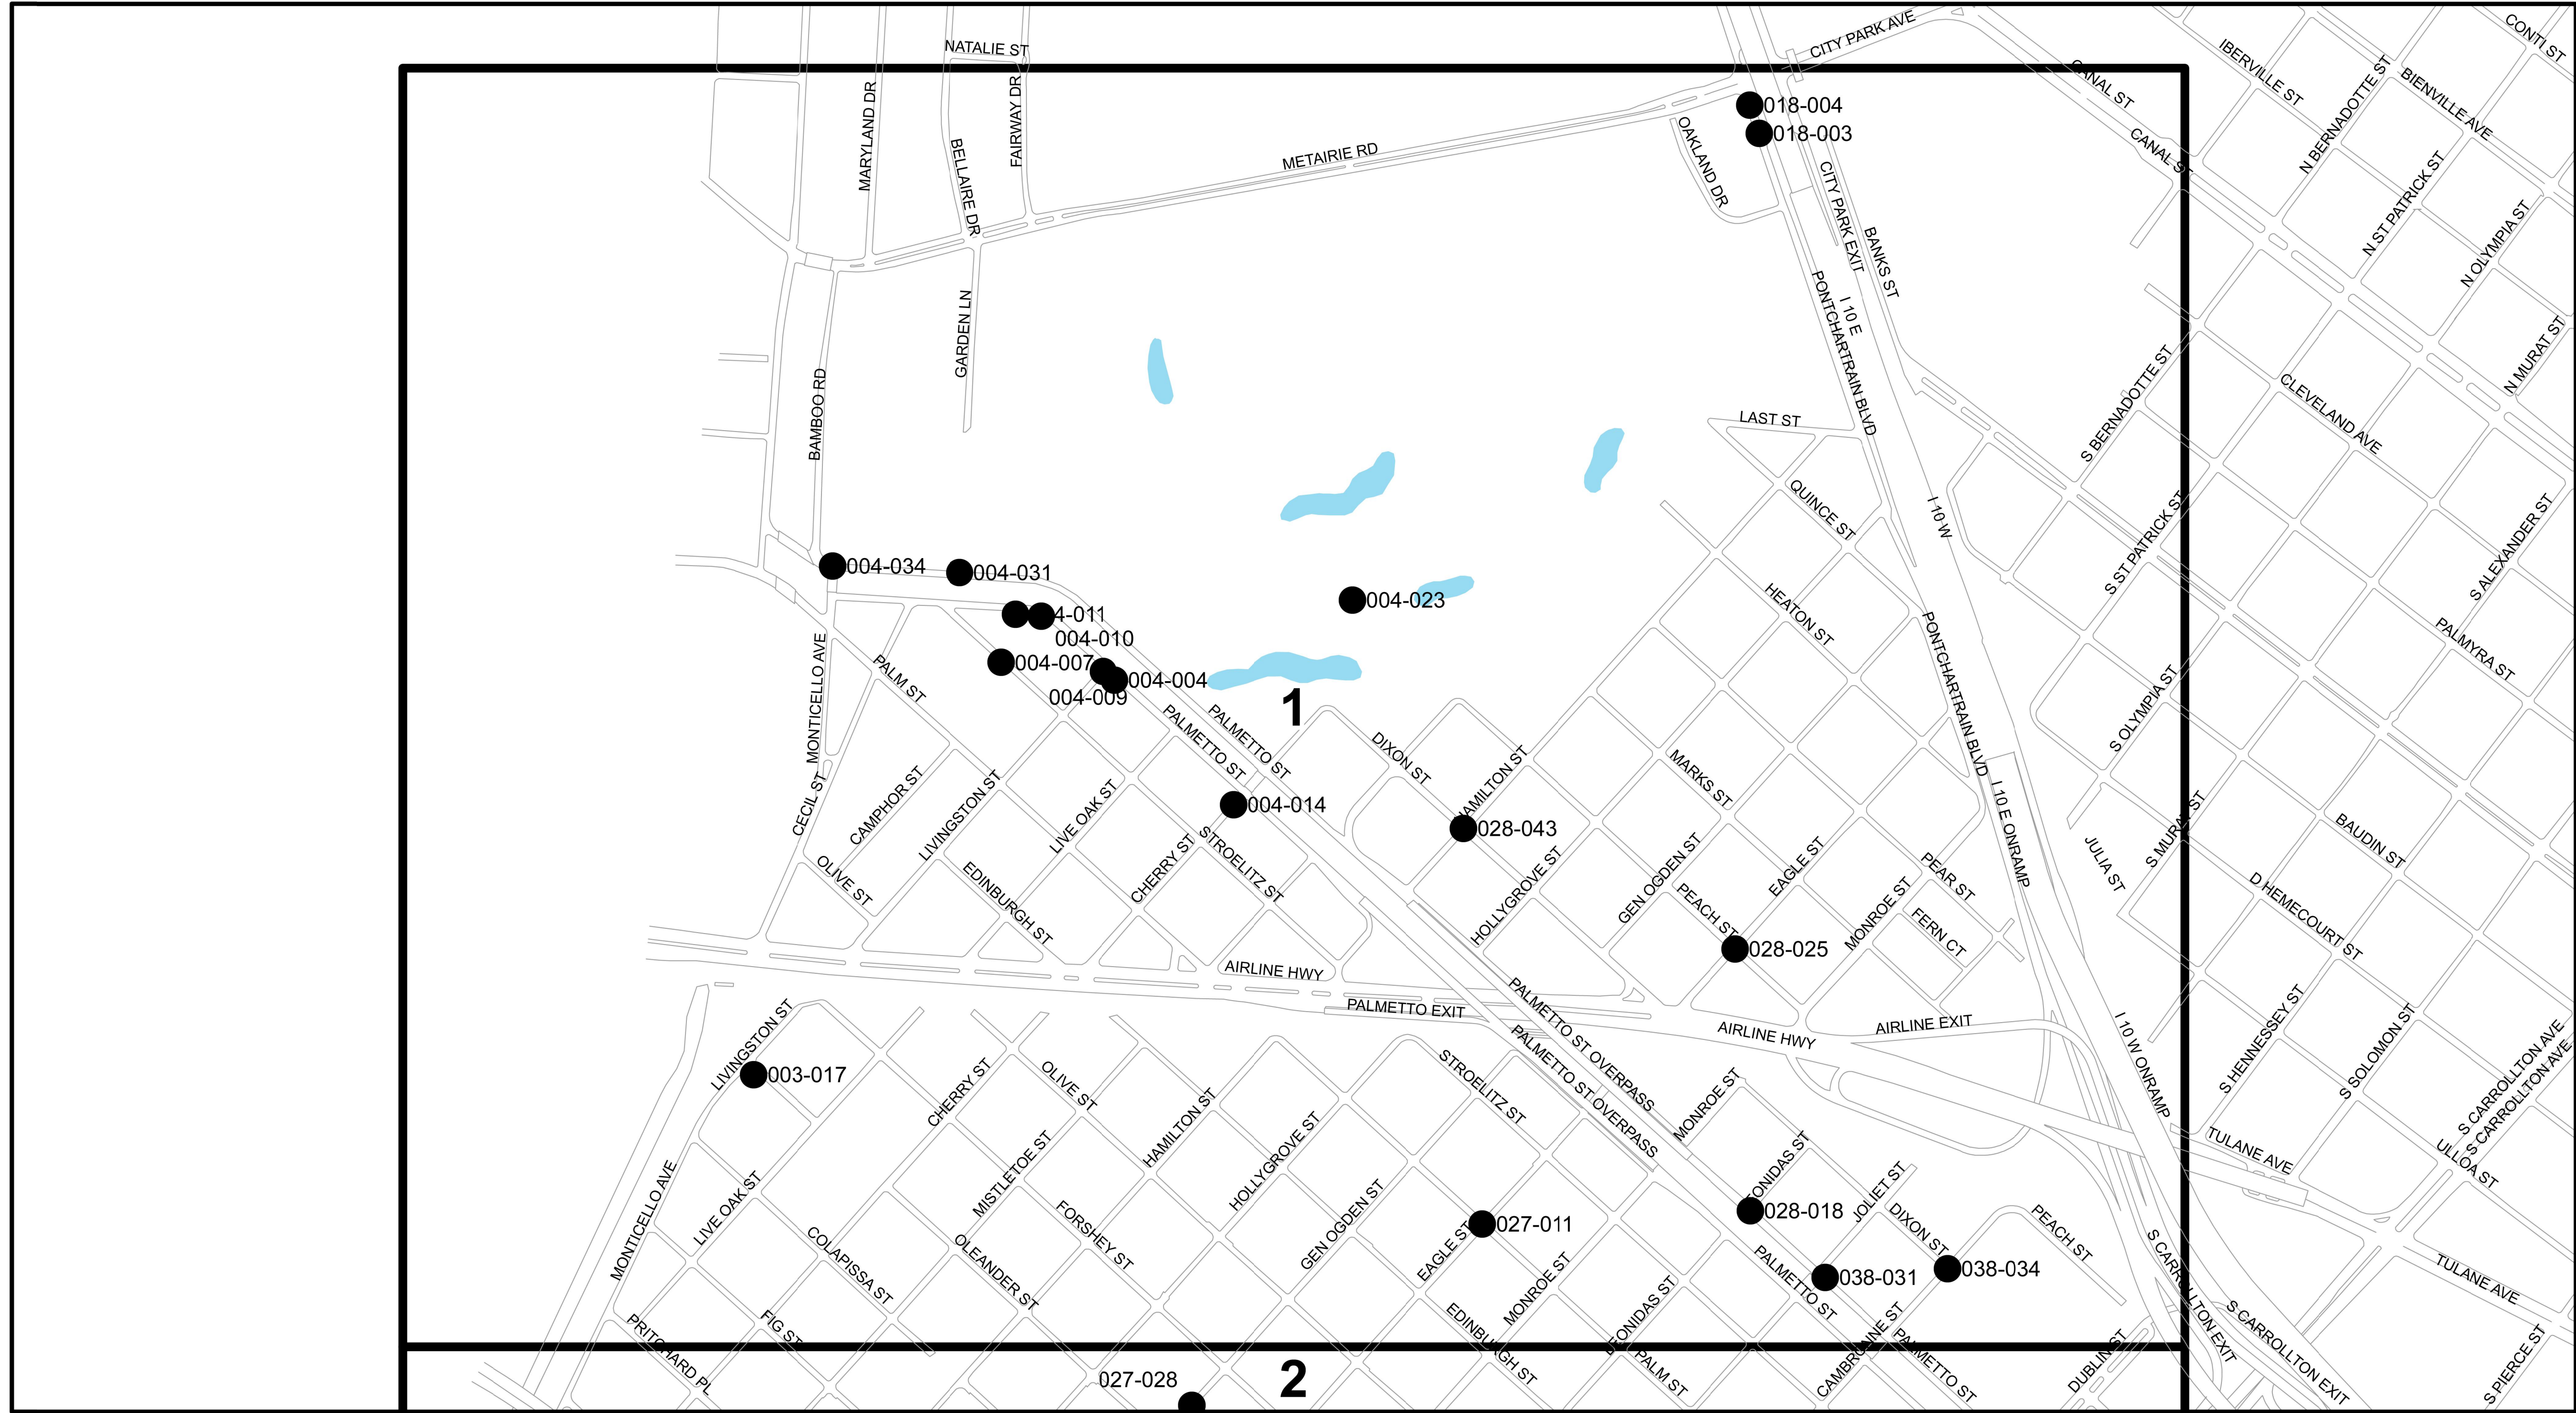 NATALIE ST
CITY PARK AVE
CONTI ST
IBERVILLE ST
CANAL ST
BIENVILLE AVE
N BERNADOTTE ST
MARYLAND DR
FAIRWAY DR
BELLAIRE DR
METAIRIE RD
OAKLAND DR
018-004
018-003
CITY PARK EXIT
BANKS ST
CANAL ST
N ST PATRICK ST
N OLYMPIA ST
GARDEN LN
BAMBOO RD
PONTCHARTRAIN BLVD
I 10 E
N MURAT ST
S BERNADOTTE ST
CLEVELAND AVE
LAST ST
QUINCE ST
I 10 W
S ST PATRICK ST
S ALEXANDER ST
004-034
004-031
004-023
4-011
004-010
004-007
004-004
004-009
HEATON ST
PONTCHARTRAIN BLVD
PALMYRA ST
MONTICELLO AVE
PALM ST
1
PALMETTO ST
PALMETTO ST
DIXON ST
HAMILTON ST
MARKS ST
S OLYMPIA ST
CECIL ST
CAMPHOR ST
LIVINGSTON ST
LIVE OAK ST
004-014
028-043
I 10 E ONRAMP
S MURAT ST
BAUDIN ST
OLIVE ST
EDINBURGH ST
CHERRY ST
STROELITZ ST
HOLLYGROVE ST
GEN OGDEN ST
PEACH ST
EAGLE ST
MONROE ST
PEAR ST
FERN CT
JULIA ST
D HEMECOURT ST
028-025
AIRLINE HWY
PALMETTO EXIT
PALMETTO ST OVERPASS
PALMETTO ST OVERPASS
AIRLINE HWY
AIRLINE EXIT
I 10 W ONRAMP
S HENNESSEY ST
S SOLOMON ST
S CARROLLTON AVE
S CARROLLTON AVE
LIVINGSTON ST
003-017
CHERRY ST
OLIVE ST
HAMILTON ST
HOLLYGROVE ST
STROELITZ ST
MONROE ST
TULANE AVE
ULLOA ST
MONTICELLO AVE
LIVE OAK ST
MISTLETOE ST
FORSHEY ST
GEN OGDEN ST
EAGLE ST
027-011
LEONIDAS ST
028-018
JOLIET ST
DIXON ST
PEACH ST
COLAPISSA ST
OLEANDER ST
MONROE ST
PALMETTO ST
038-031
038-034
S CARROLLTON EXIT
TULANE AVE
PRITCHARD PL
FIG ST
EDINBURGH ST
LEONIDAS ST
PALM ST
CAMBRONNE ST
PALMETTO ST
DUBLIN ST
S CARROLLTON EXIT
S PIERCE ST
027-028
2